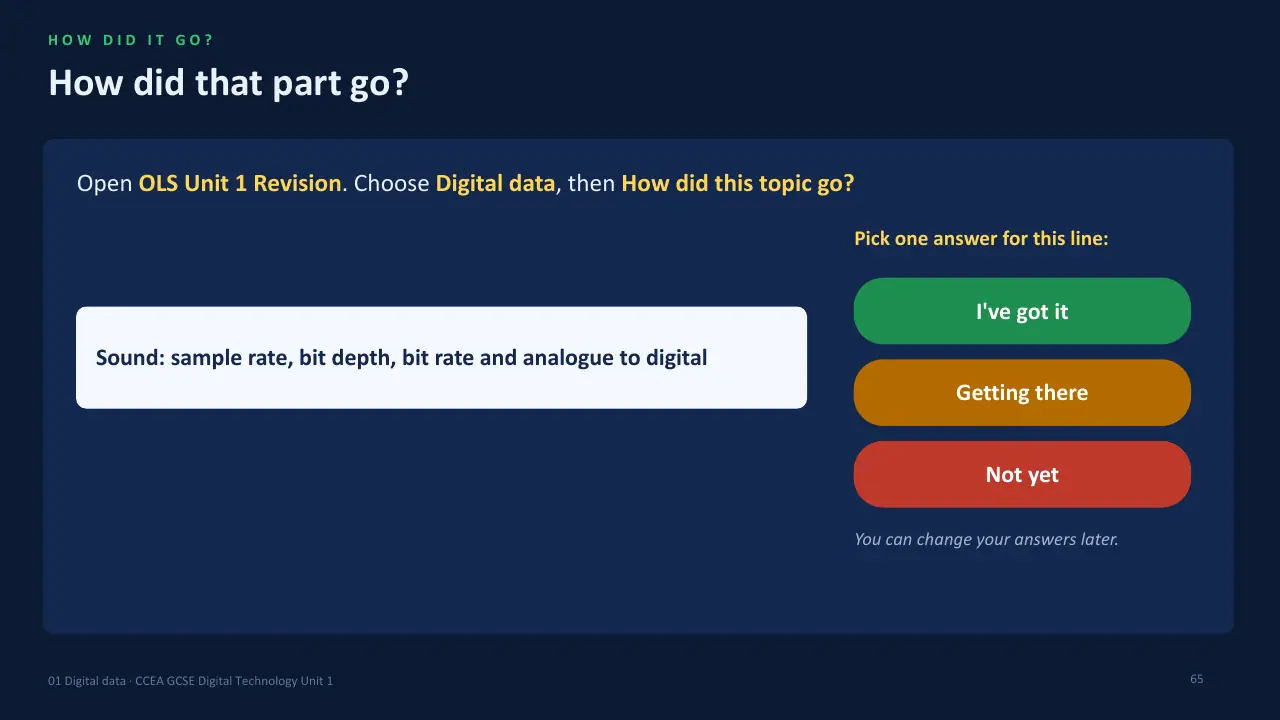 HOW DID IT GO?
How did that part go?
Open OLS Unit 1 Revision. Choose Digital data, then How did this topic go?
Pick one answer for this line:
Sound: sample rate, bit depth, bit rate and analogue to digital
I've got it
Getting there
Not yet
You can change your answers later.
01 Digital data · CCEA GCSE Digital Technology Unit 1
65